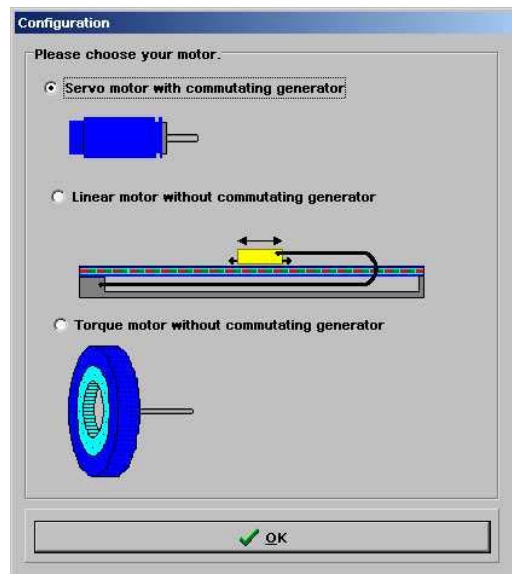 Configuration
Please choose your motor.
Servo motor with commutating generator
Linear motor without commutating generator
Torque motor without commutating generator
OK